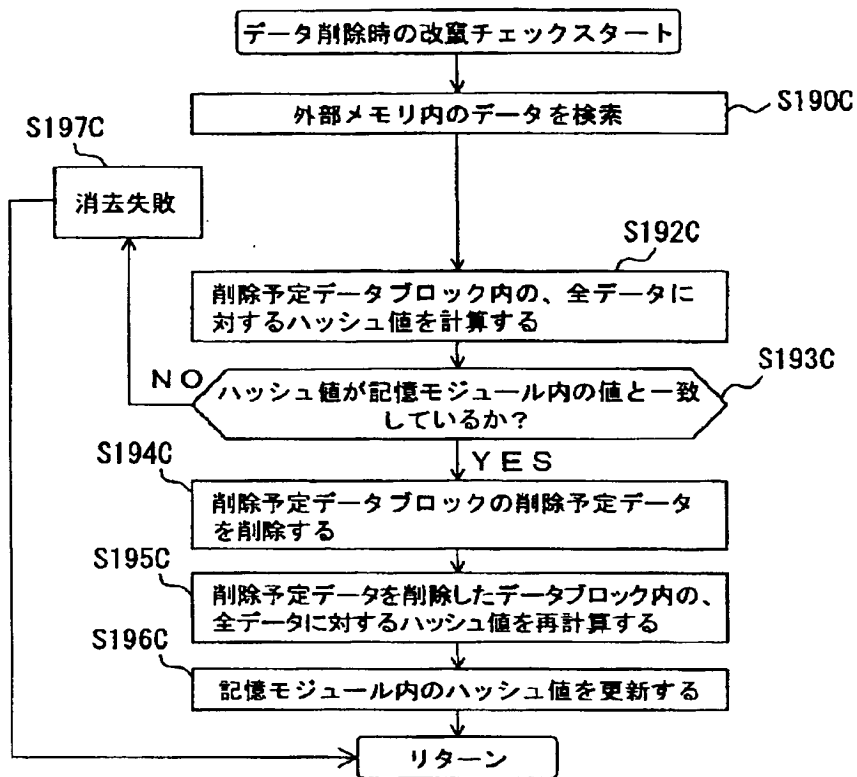 データ削除時の改竄チェックスタート
S190C
外部メモリ内のデータを検索
S197C
消去失敗
S192C
削除予定データブロック内の、全データに
対するハッシュ値を計算する
S193C
NO
ハッシュ値が記憶モジュール内の値と一致
しているか?
YES
S194C
削除予定データブロックの削除予定データ
を削除する
S195C
削除予定データを削除したデータブロック内の、
全データに対するハッシュ値を再計算する
S196C
記憶モジュール内のハッシュ値を更新する
リターン